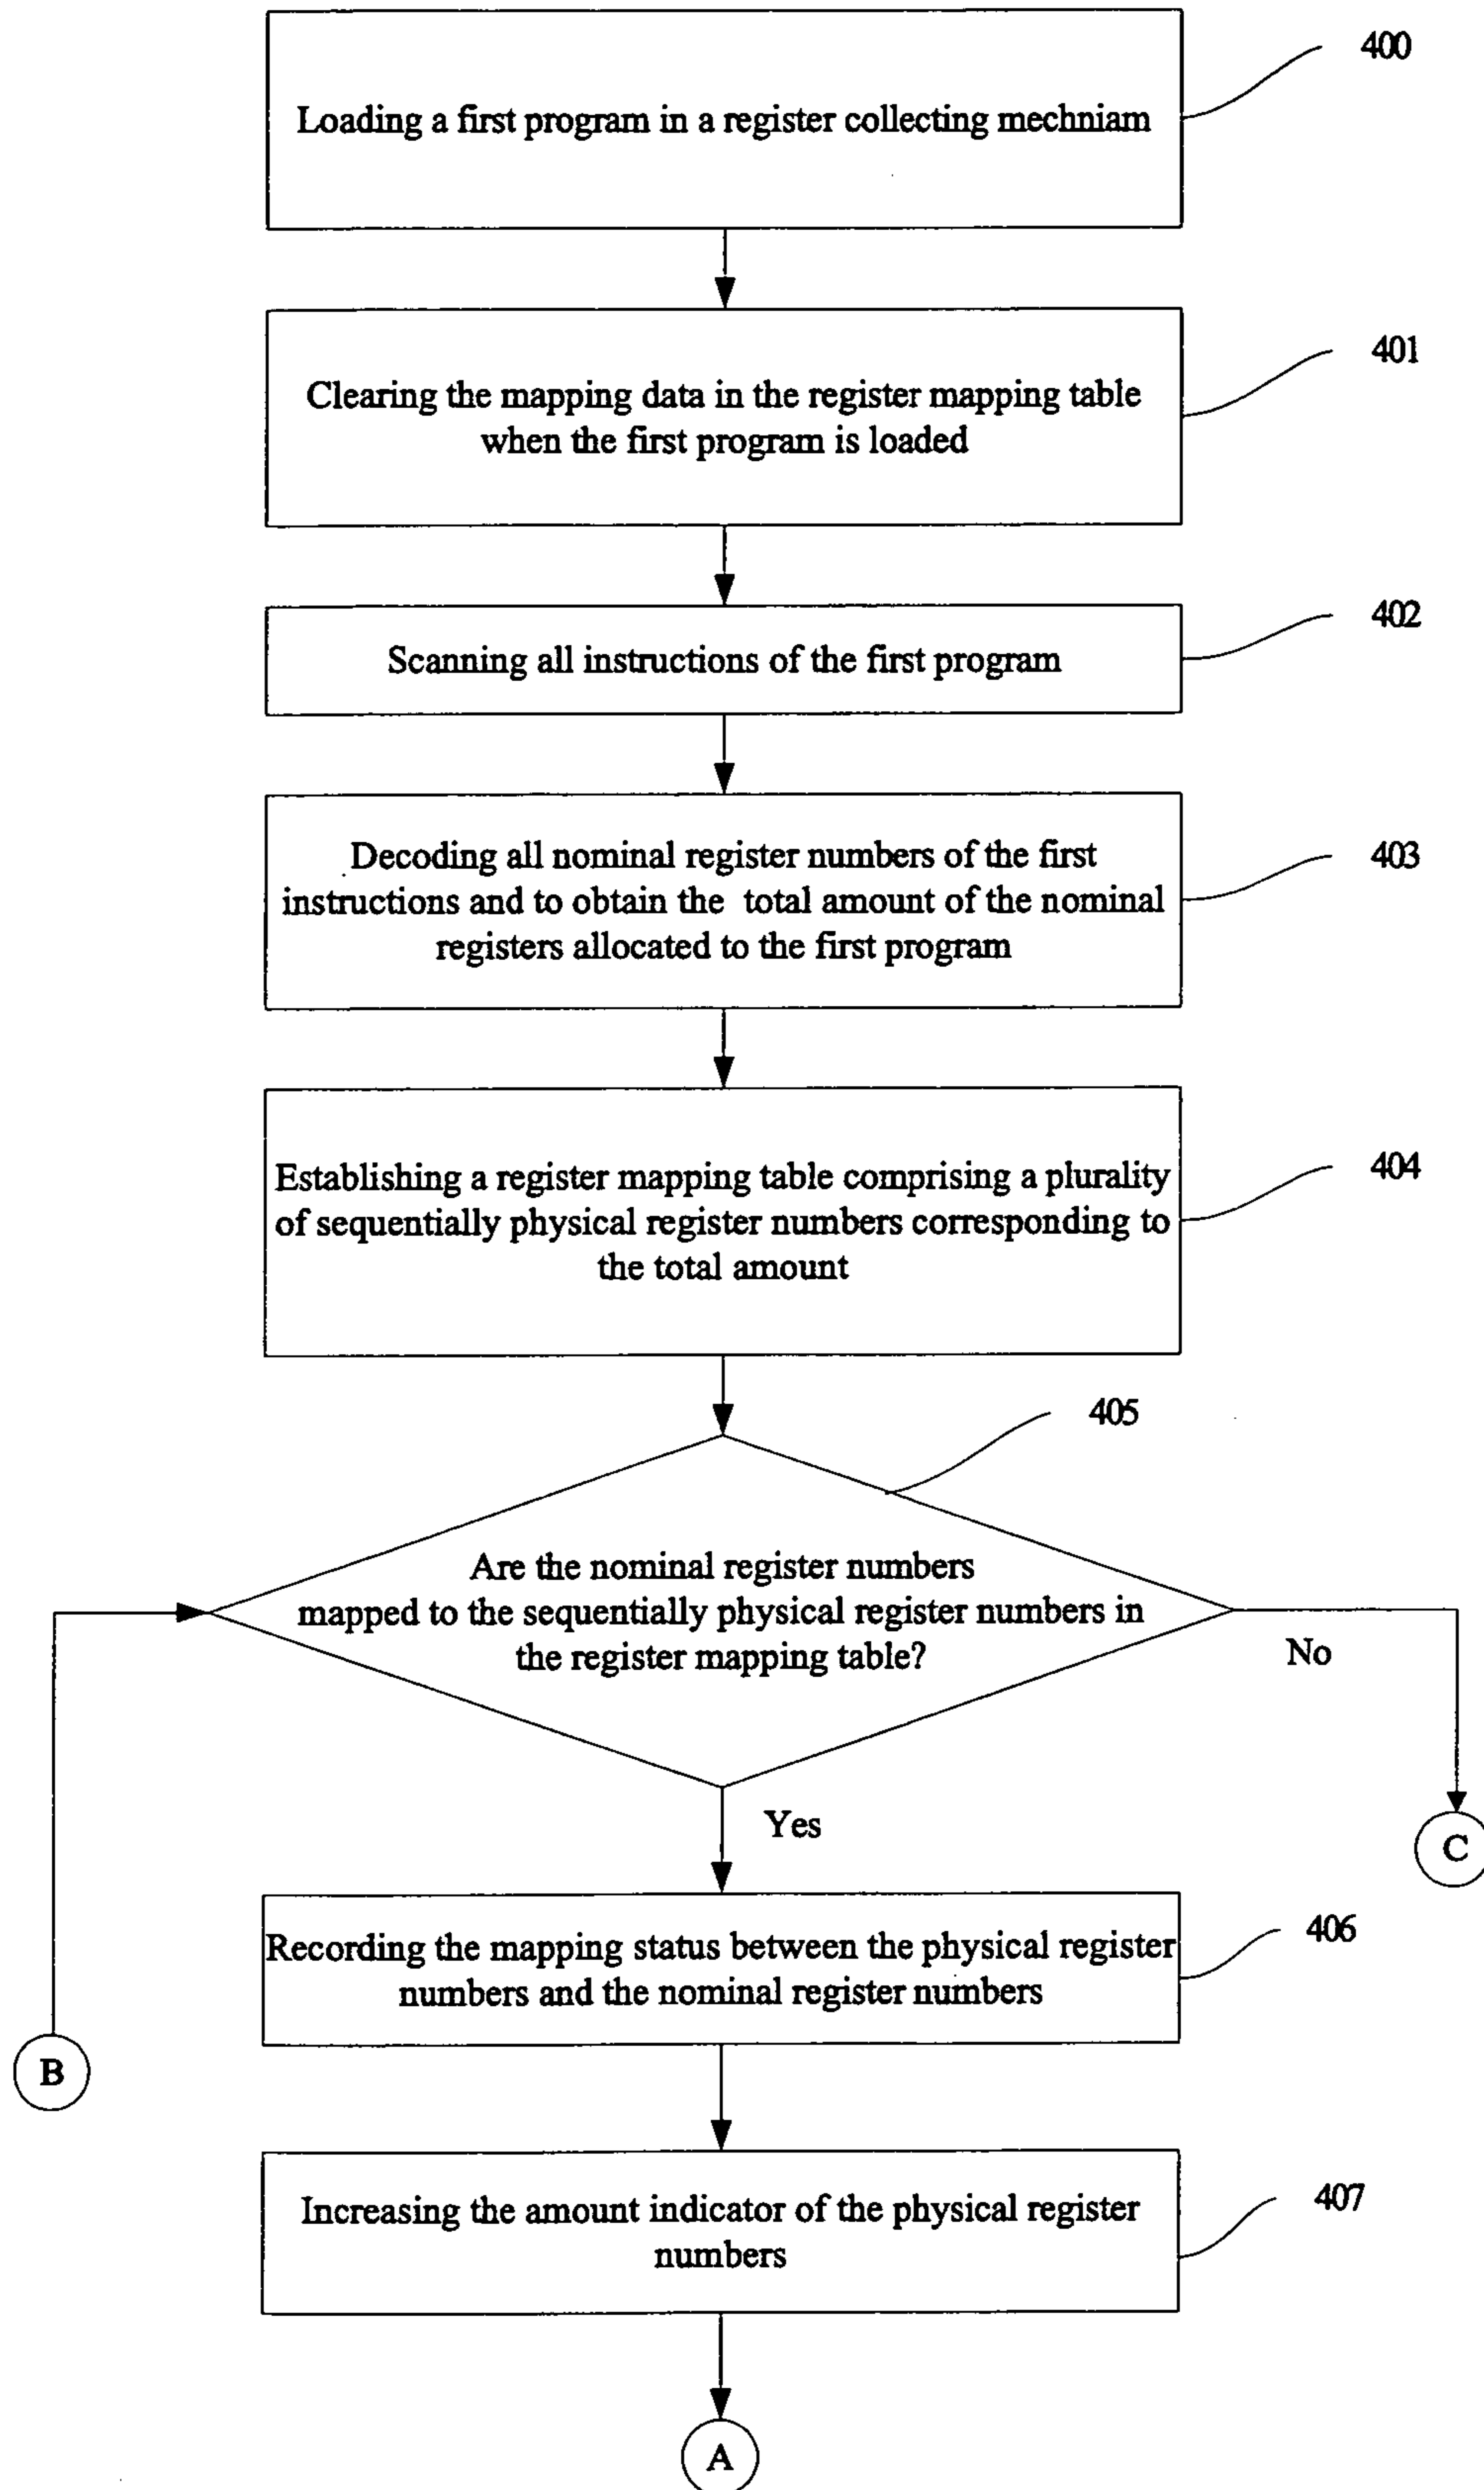 400
Loading a first program in a register collecting mechniam
401
Clearing the mapping data in the register mapping table
when the first program is loaded
402
Scanning all instructions of the first program
403
Decoding all nominal register numbers of the first
instructions and to obtain the total amount of the nominal
registers allocated to the first program
404
Establishing a register mapping table comprising a plurality
of sequentially physical register numbers corresponding to
the total amount
405
Are the nominal register numbers
mapped to the sequentially physical register numbers in
the register mapping table?
No
Yes
C
406
Recording the mapping status between the physical register
numbers and the nominal register numbers
B
407
Increasing the amount indicator of the physical register
numbers
A